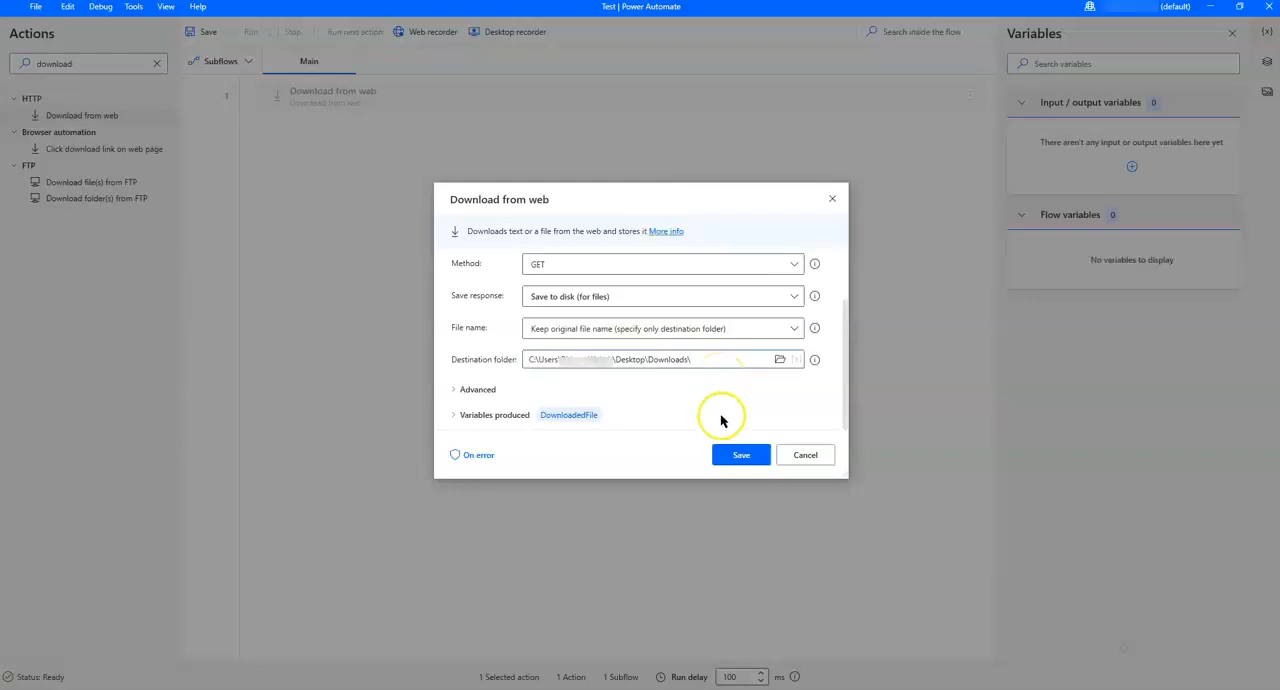 File Edit Debug Tools View Help
Test | Power Automate
(default)
Actions
download
HTTP
Download from web
Browser automation
Click download link on web page
FTP
Download file(s) from FTP
Download folder(s) from FTP
Save Run Stop Run next action Web recorder Desktop recorder
Search inside the flow
Subflows Main
1
Download from web
Download from web
Download from web
Downloads text or a file from the web and stores it More info
Method: GET
Save response: Save to disk (for files)
File name: Keep original file name (specify only destination folder)
Destination folder: C:\Users\ \Desktop\Downloads\
Advanced
Variables produced DownloadedFile
On error
Save Cancel
Variables
Search variables
Input / output variables 0
There aren't any input or output variables here yet
Flow variables 0
No variables to display
Status: Ready
1 Selected action 1 Action 1 Subflow Run delay 100 ms